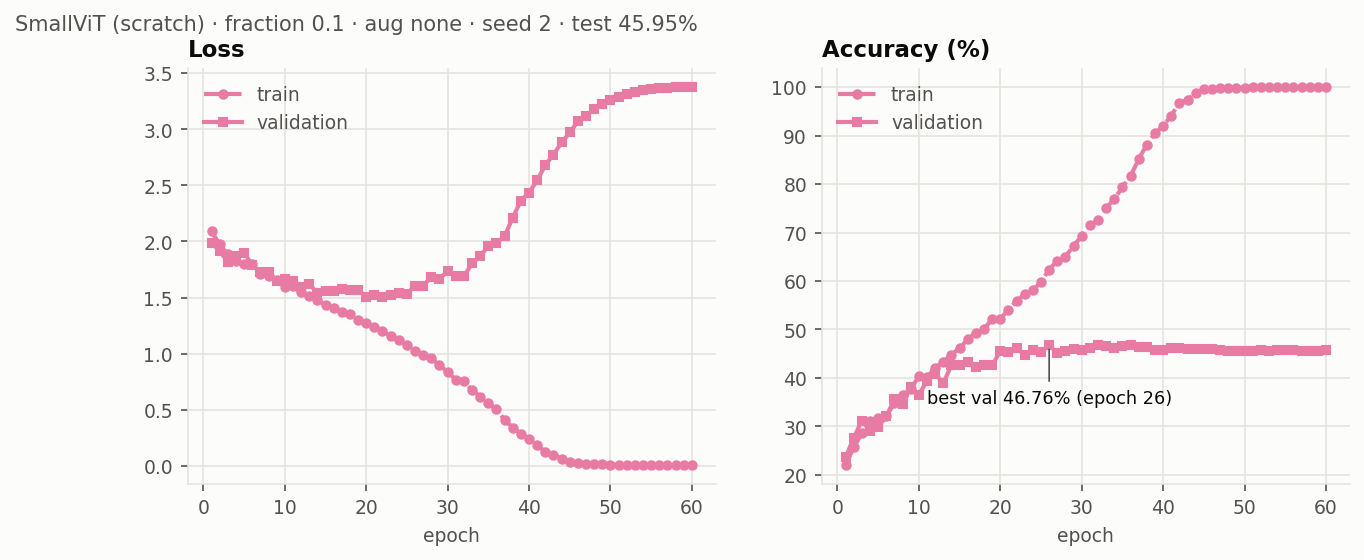 SmallViT (scratch) · fraction 0.1 · aug none · seed 2 · test 45.95%
Loss
3.5
3.0
2.5
2.0
1.5
1.0
0.5
0.0
train
validation
0 10 20 30 40 50 60
epoch
Accuracy (%)
100
90
80
70
60
50
40
30
20
train
validation
best val 46.76% (epoch 26)
0 10 20 30 40 50 60
epoch